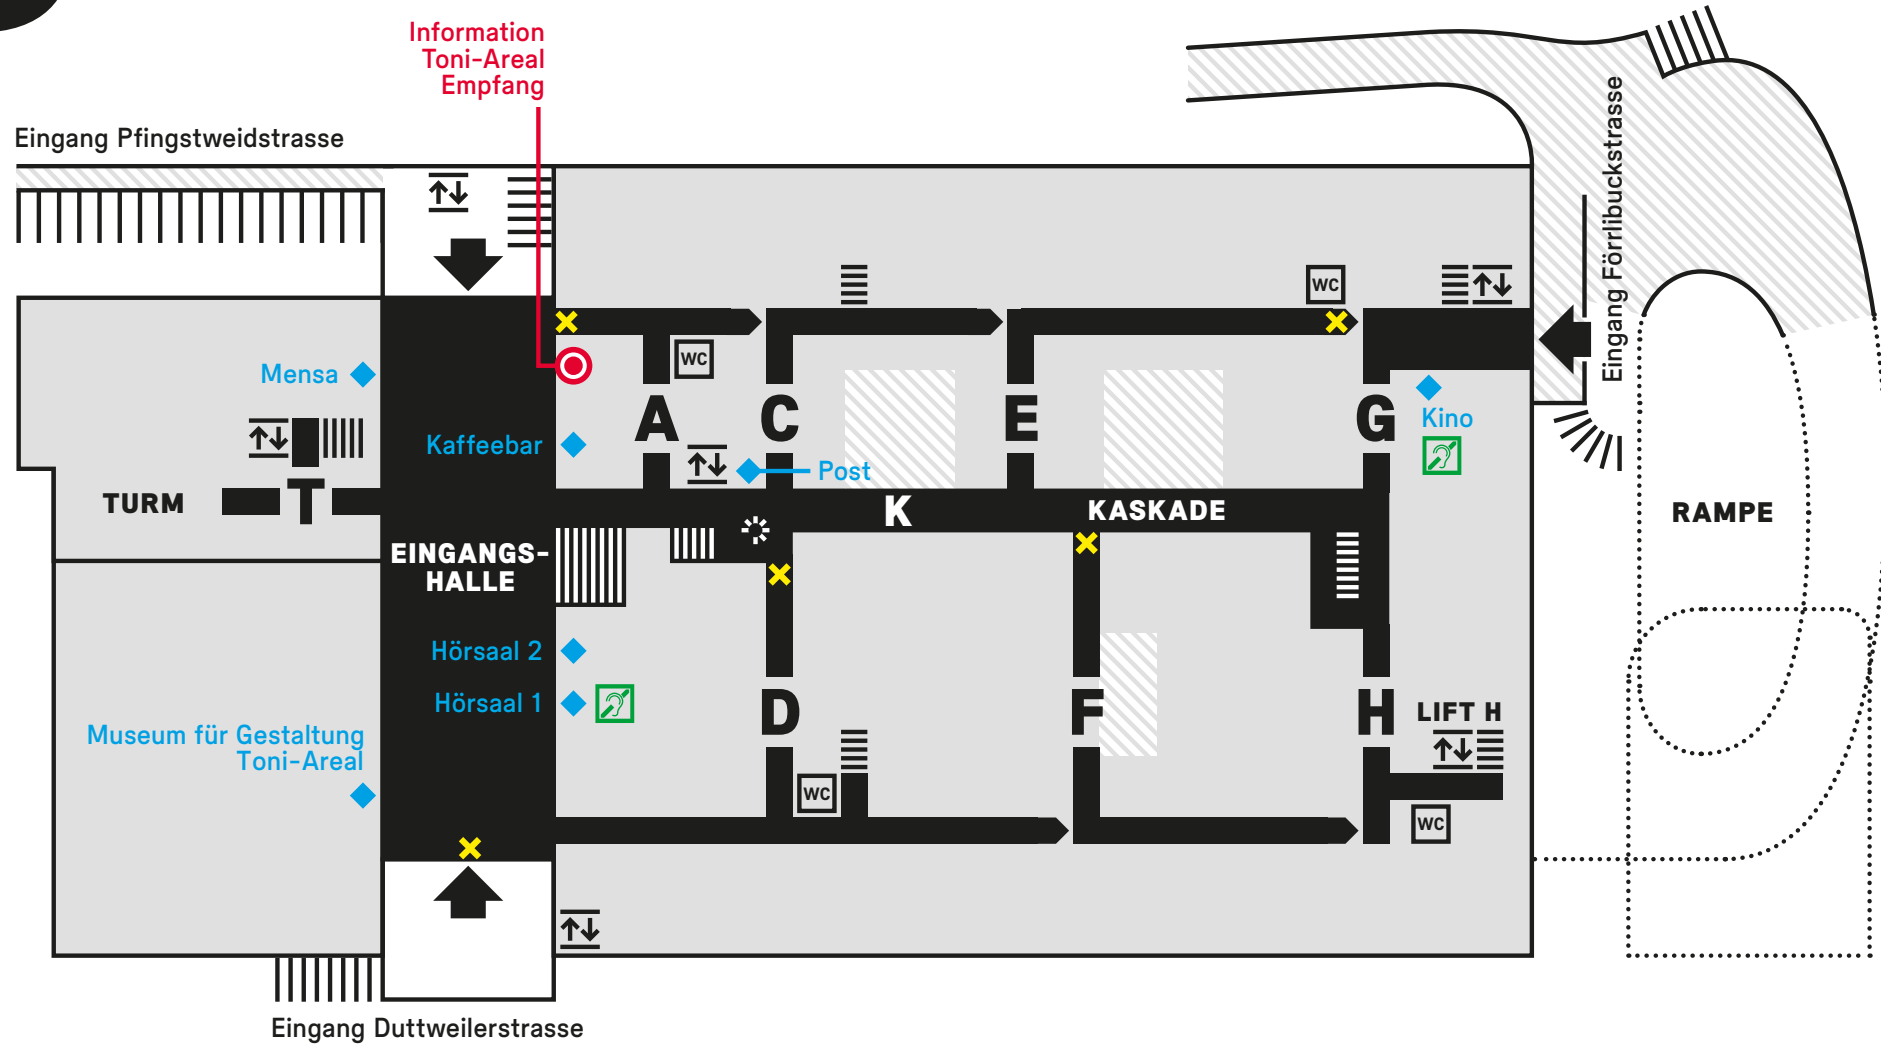 Information
Toni-Areal
Empfang
Eingang Pfingstweidstrasse
Eingang Förrlibuckstrasse
WC
WC
Mensa
Kaffeebar
A
C
E
G
Kino
Post
TURM
T
K
KASKADE
RAMPE
EINGANGS-
HALLE
Hörsaal 2
Hörsaal 1
D
F
H
LIFT H
Museum für Gestaltung
Toni-Areal
WC
WC
Eingang Duttweilerstrasse